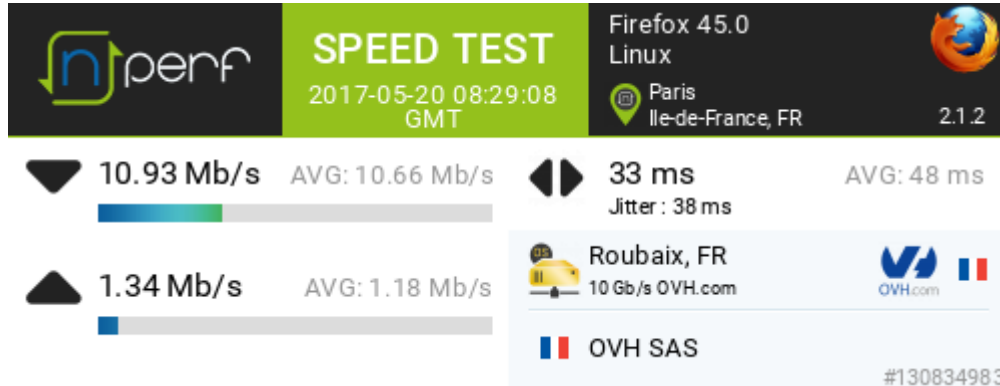 nperf
SPEED TEST
2017-05-20 08:29:08
GMT
Firefox 45.0
Linux
Paris
Ile-de-France, FR
2.1.2
10.93 Mb/s AVG: 10.66 Mb/s
1.34 Mb/s AVG: 1.18 Mb/s
33 ms AVG: 48 ms
Jitter : 38 ms
Roubaix, FR
10 Gb/s OVH.com
OVH.com
OVH SAS
#130834983